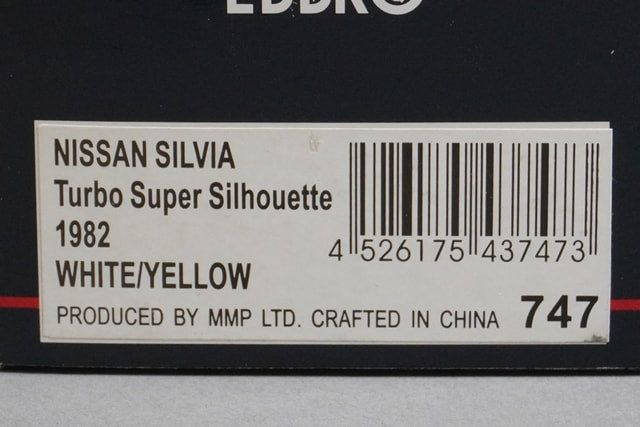 EBBRO
NISSAN SILVIA
Turbo Super Silhouette
1982
WHITE/YELLOW
4 526175 437473
PRODUCED BY MMP LTD. CRAFTED IN CHINA 747